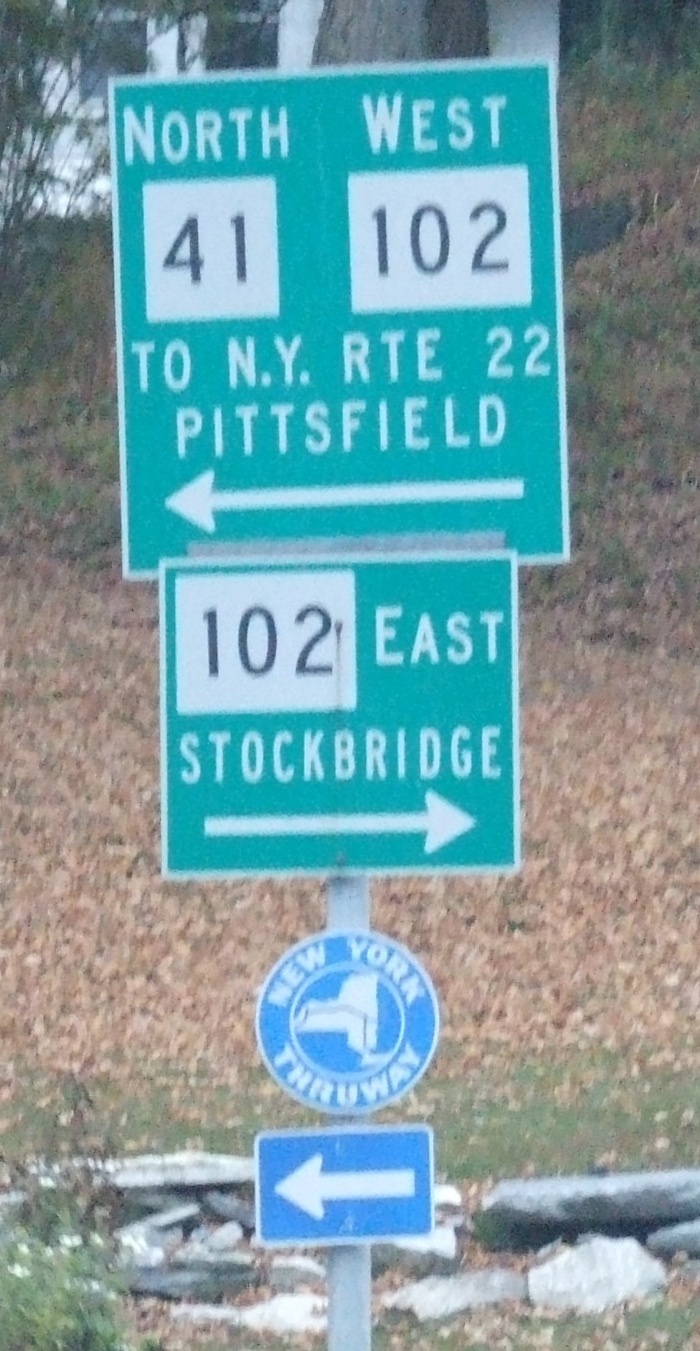 NORTH WEST
41 102
TO N.Y. RTE 22
PITTSFIELD
102 EAST
STOCKBRIDGE
NEW YORK
THRUWAY